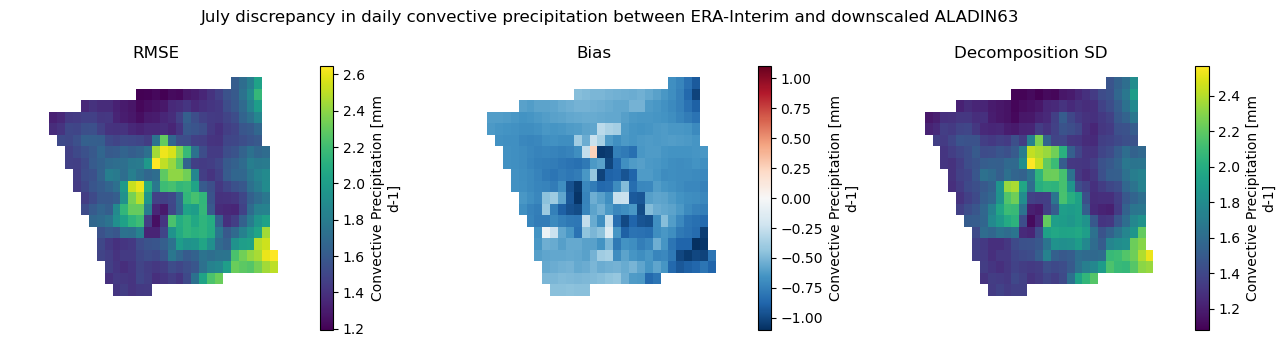 July discrepancy in daily convective precipitation between ERA-Interim and downscaled ALADIN63
RMSE
2.6
2.4
2.2
2.0
1.8
1.6
1.4
1.2
Convective Precipitation [mm
d-1]
Bias
1.00
0.75
0.50
0.25
0.00
−0.25
−0.50
−0.75
−1.00
Convective Precipitation [mm
d-1]
Decomposition SD
2.4
2.2
2.0
1.8
1.6
1.4
1.2
Convective Precipitation [mm
d-1]